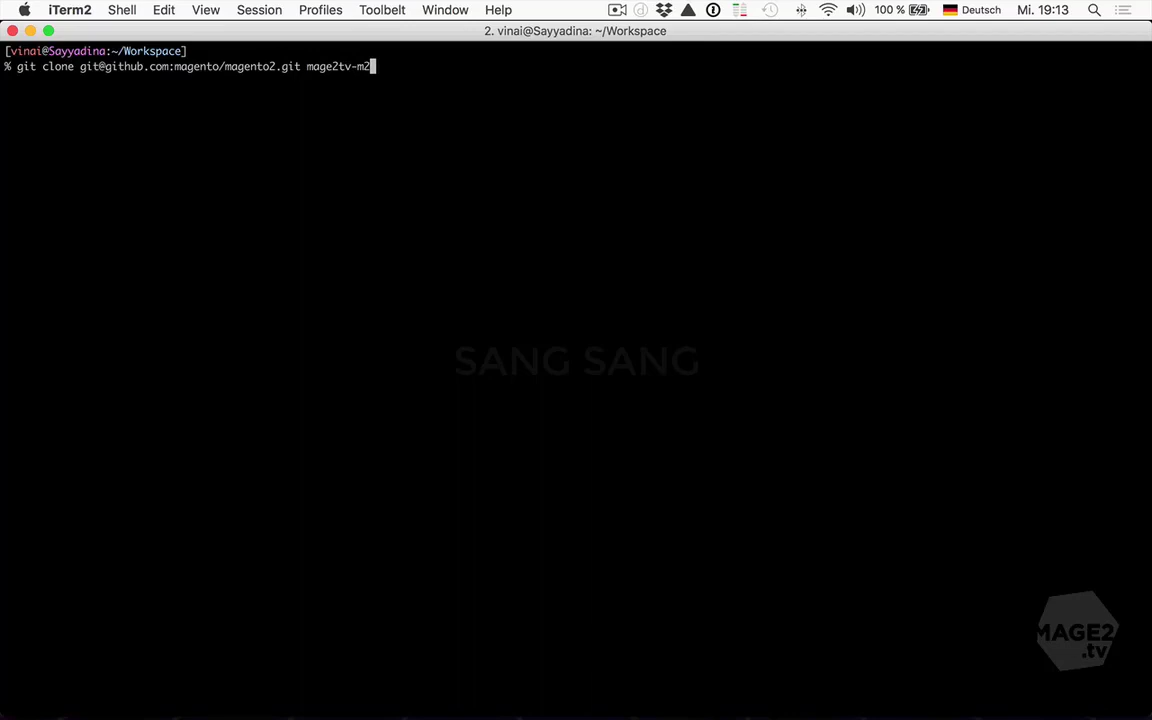 iTerm2 Shell Edit View Session Profiles Toolbelt Window Help 100 % Deutsch Mi. 19:13
2. vinai@Sayyadina: ~/Workspace
[vinai@Sayyadina:~/Workspace]
% git clone git@github.com:magento/magento2.git mage2tv-m2
SANG SANG
MAGE2
.tv